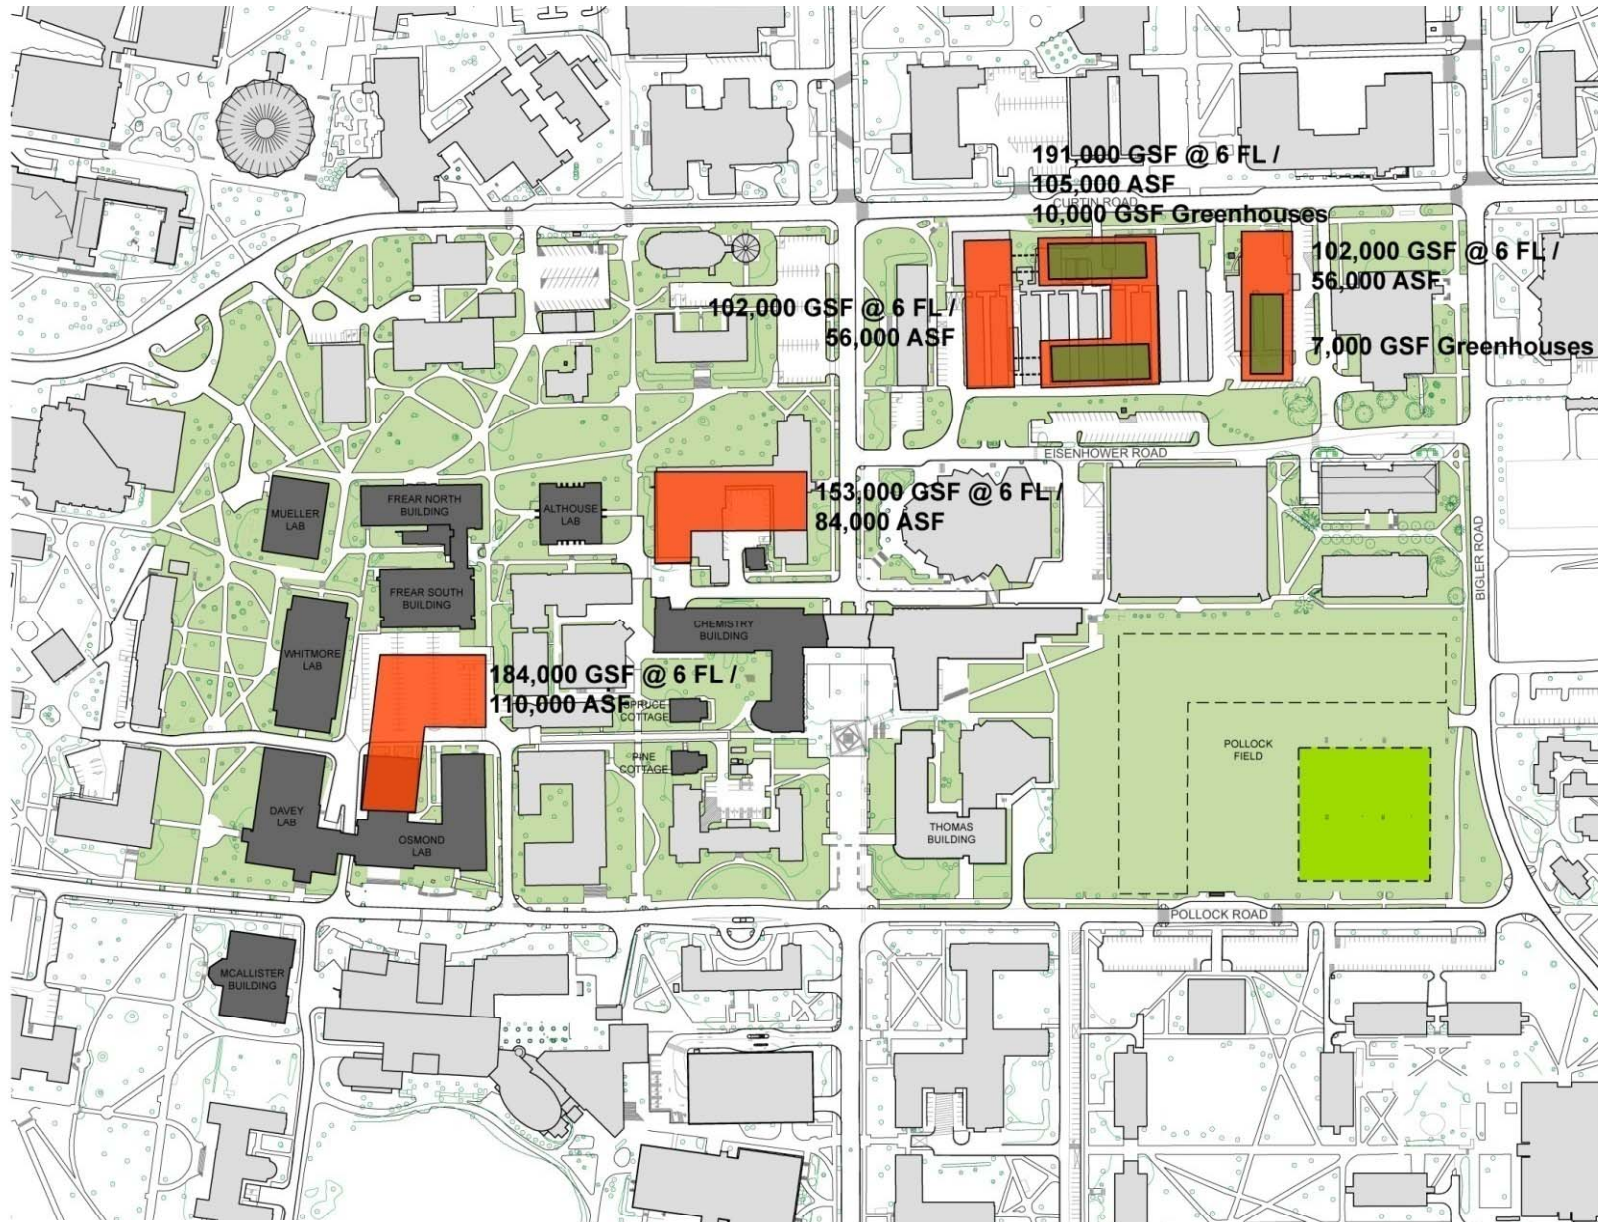 191,000 GSF @ 6 FL /
105,000 ASF
CURTIN ROAD
10,000 GSF Greenhouses
102,000 GSF @ 6 FL /
56,000 ASF
7,000 GSF Greenhouses
102,000 GSF @ 6 FL /
56,000 ASF
EISENHOWER ROAD
153,000 GSF @ 6 FL /
84,000 ASF
MUELLER
LAB
FREAR NORTH
BUILDING
ALTHOUSE
LAB
BIGLER ROAD
FREAR SOUTH
BUILDING
CHEMISTRY
BUILDING
WHITMORE
LAB
184,000 GSF @ 6 FL /
110,000 ASF
SPRUCE
COTTAGE
PINE
COTTAGE
POLLOCK
FIELD
DAVEY
LAB
OSMOND
LAB
THOMAS
BUILDING
POLLOCK ROAD
MCALLISTER
BUILDING